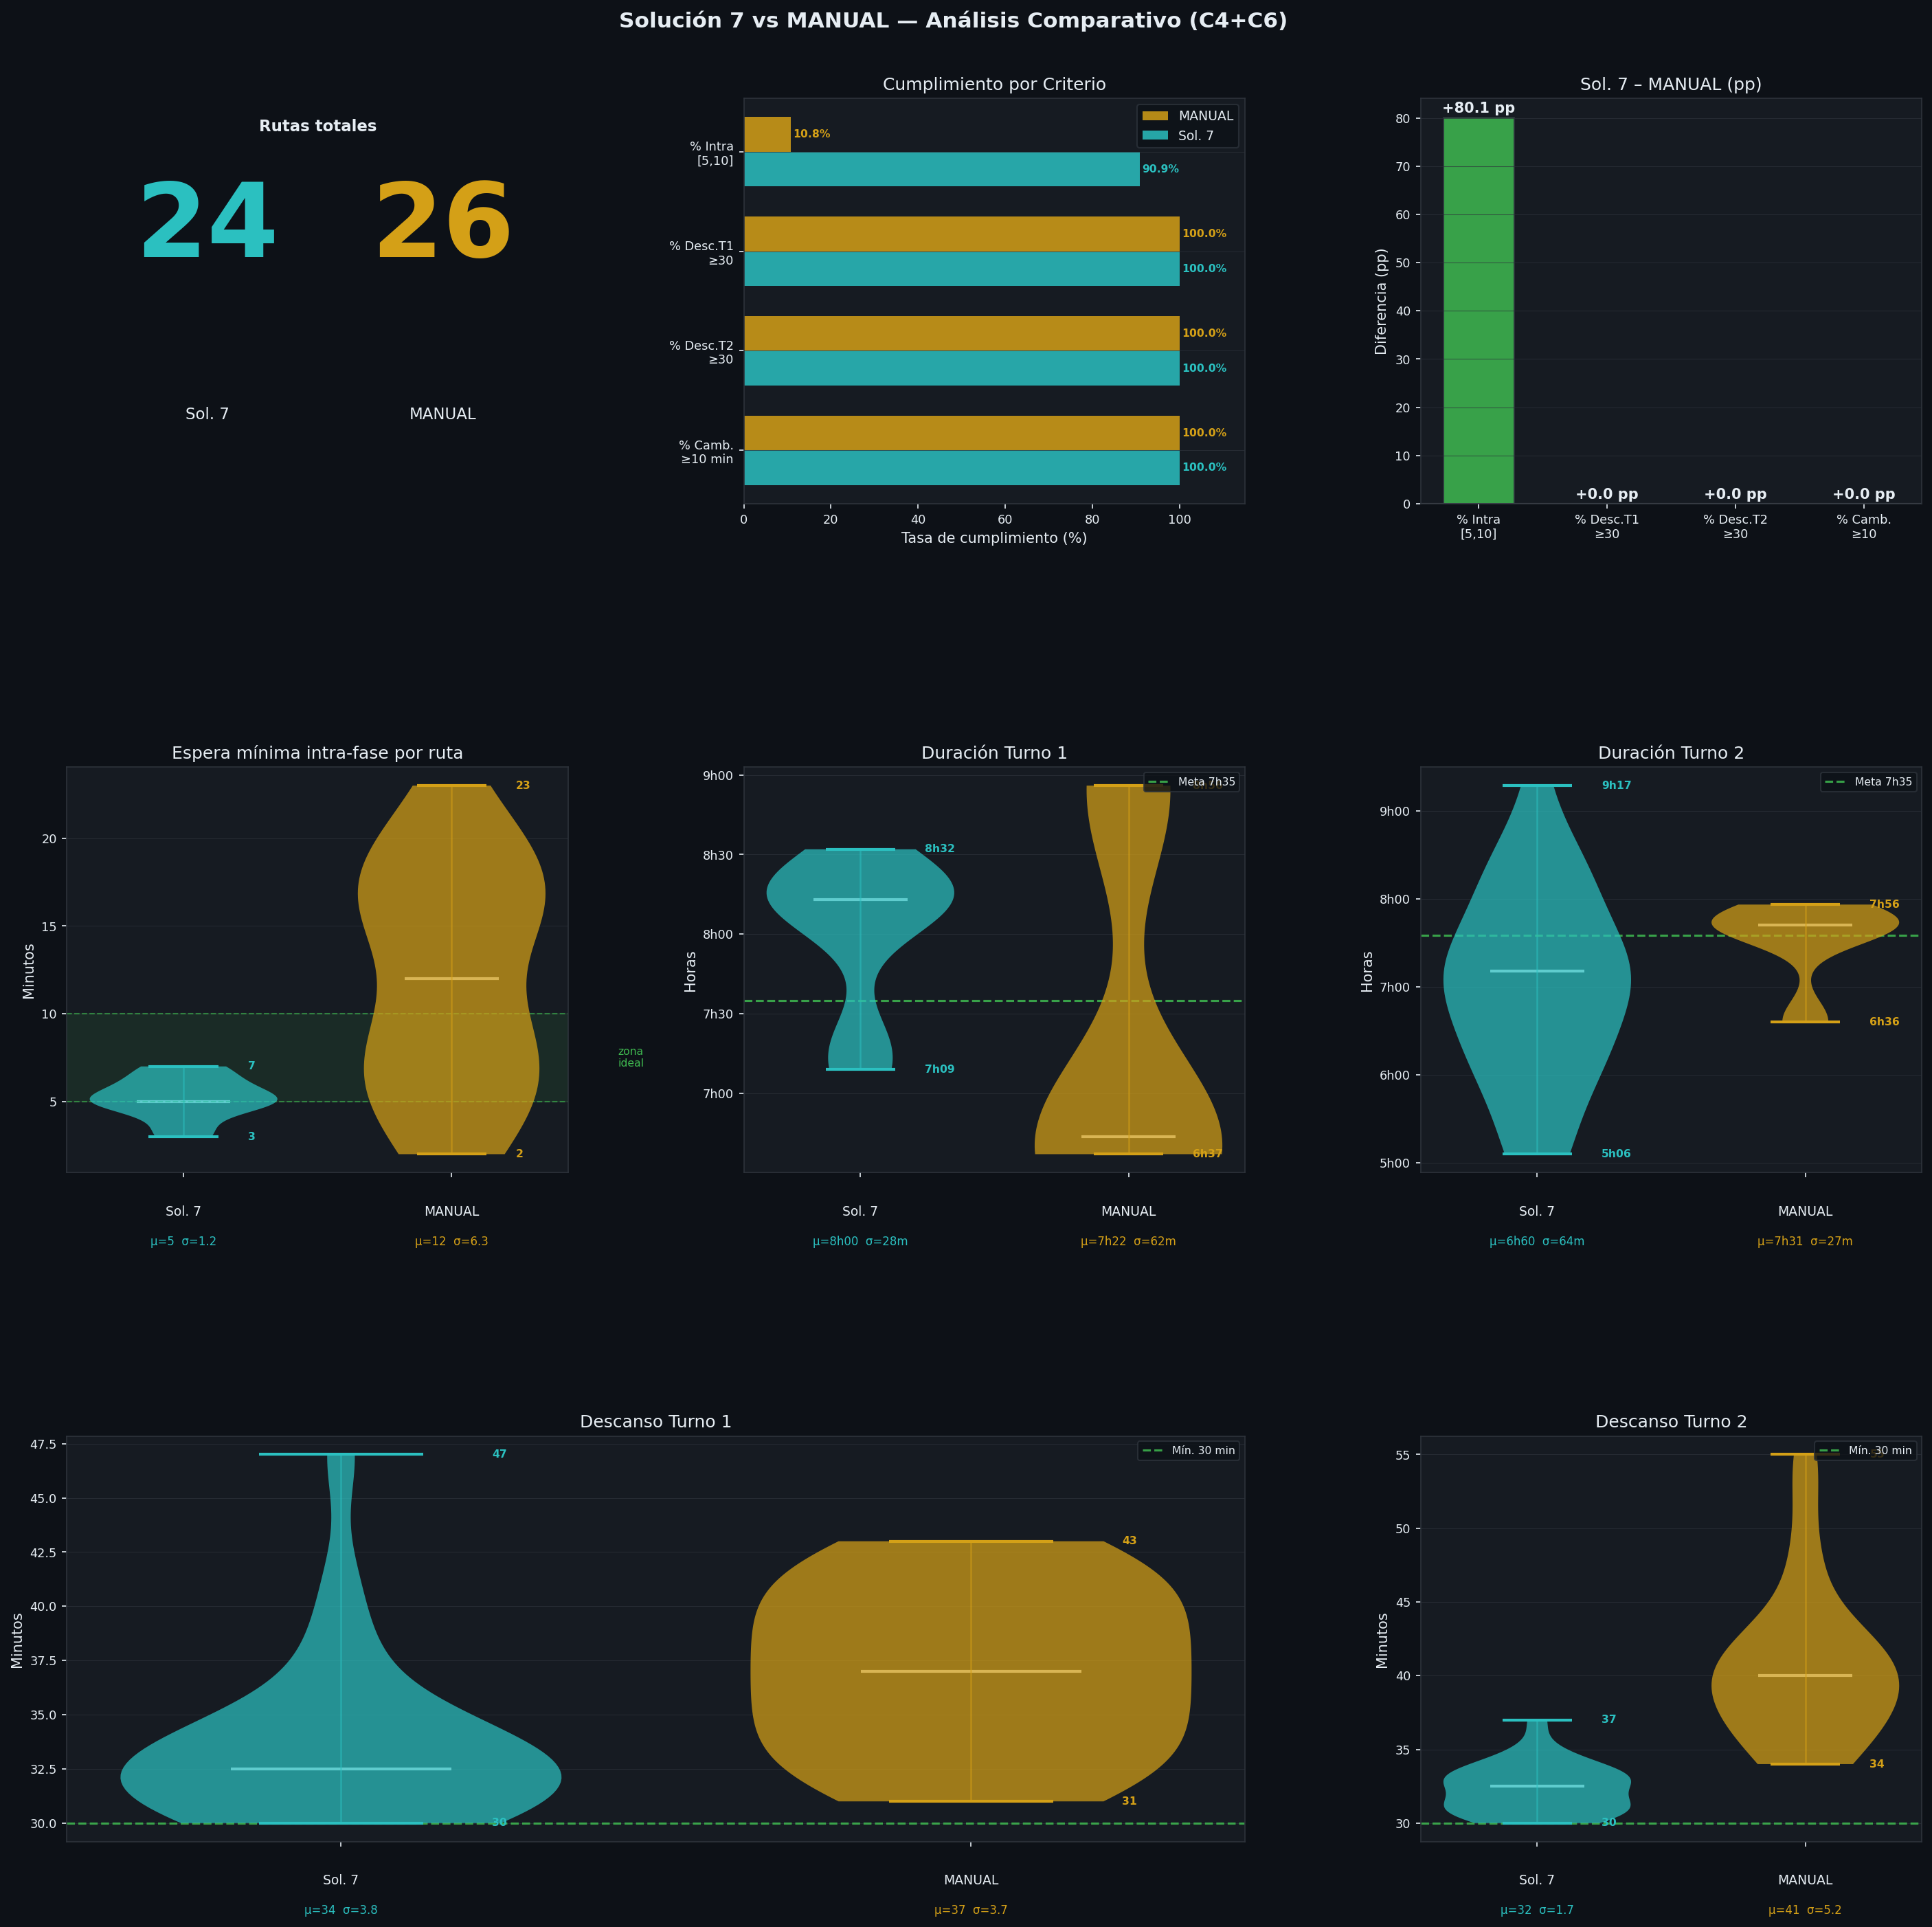 Solución 7 vs MANUAL — Análisis Comparativo (C4+C6)
Rutas totales
24
26
Sol. 7
MANUAL
Cumplimiento por Criterio
MANUAL
Sol. 7
% Intra
[5,10]
% Desc.T1
≥30
% Desc.T2
≥30
% Camb.
≥10 min
10.8%
90.9%
100.0%
100.0%
100.0%
100.0%
100.0%
100.0%
0
20
40
60
80
100
Tasa de cumplimiento (%)
Sol. 7 – MANUAL (pp)
Diferencia (pp)
80
70
60
50
40
30
20
10
0
+80.1 pp
+0.0 pp
+0.0 pp
+0.0 pp
% Intra
[5,10]
% Desc.T1
≥30
% Desc.T2
≥30
% Camb.
≥10
Espera mínima intra-fase por ruta
Minutos
20
15
10
5
7
3
23
2
zona
ideal
Sol. 7
MANUAL
μ=5 σ=1.2
μ=12 σ=6.3
Duración Turno 1
Meta 7h35
Horas
9h00
8h30
8h00
7h30
7h00
8h32
7h09
6h37
Sol. 7
MANUAL
μ=8h00 σ=28m
μ=7h22 σ=62m
Duración Turno 2
Meta 7h35
Horas
9h00
8h00
7h00
6h00
5h00
9h17
5h06
7h56
6h36
Sol. 7
MANUAL
μ=6h60 σ=64m
μ=7h31 σ=27m
Descanso Turno 1
Mín. 30 min
Minutos
47.5
45.0
42.5
40.0
37.5
35.0
32.5
30.0
47
30
43
31
Sol. 7
MANUAL
μ=34 σ=3.8
μ=37 σ=3.7
Descanso Turno 2
Mín. 30 min
Minutos
55
50
45
40
35
30
37
30
34
Sol. 7
MANUAL
μ=32 σ=1.7
μ=41 σ=5.2